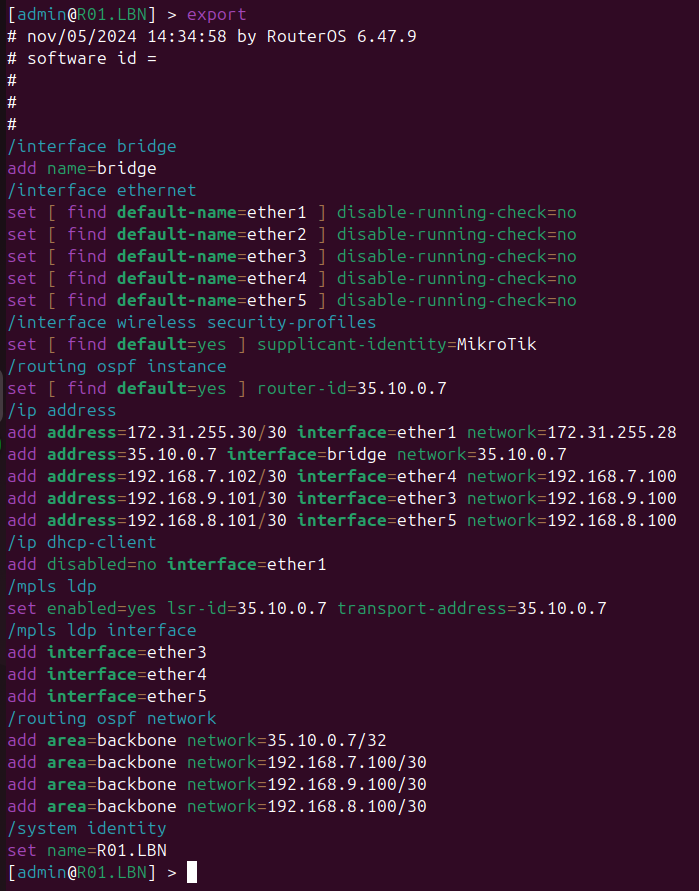 [admin@R01.LBN] > export
# nov/05/2024 14:34:58 by RouterOS 6.47.9
# software id =
#
#
#
/interface bridge
add name=bridge
/interface ethernet
set [ find default-name=ether1 ] disable-running-check=no
set [ find default-name=ether2 ] disable-running-check=no
set [ find default-name=ether3 ] disable-running-check=no
set [ find default-name=ether4 ] disable-running-check=no
set [ find default-name=ether5 ] disable-running-check=no
/interface wireless security-profiles
set [ find default=yes ] supplicant-identity=MikroTik
/routing ospf instance
set [ find default=yes ] router-id=35.10.0.7
/ip address
add address=172.31.255.30/30 interface=ether1 network=172.31.255.28
add address=35.10.0.7 interface=bridge network=35.10.0.7
add address=192.168.7.102/30 interface=ether4 network=192.168.7.100
add address=192.168.9.101/30 interface=ether3 network=192.168.9.100
add address=192.168.8.101/30 interface=ether5 network=192.168.8.100
/ip dhcp-client
add disabled=no interface=ether1
/mpls ldp
set enabled=yes lsr-id=35.10.0.7 transport-address=35.10.0.7
/mpls ldp interface
add interface=ether3
add interface=ether4
add interface=ether5
/routing ospf network
add area=backbone network=35.10.0.7/32
add area=backbone network=192.168.7.100/30
add area=backbone network=192.168.9.100/30
add area=backbone network=192.168.8.100/30
/system identity
set name=R01.LBN
[admin@R01.LBN] >